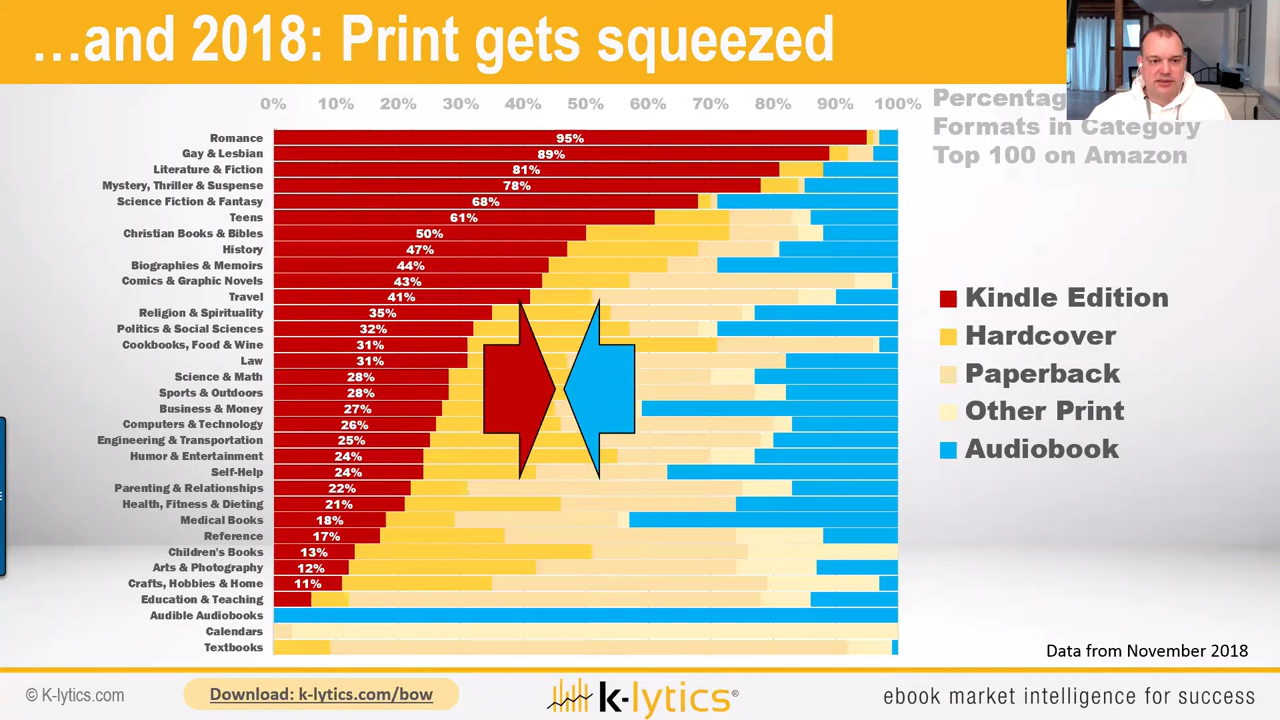 ...and 2018: Print gets squeezed
0% 10% 20% 30% 40% 50% 60% 70% 80% 90% 100%
Formats in Category
Top 100 on Amazon
Romance 95%
Gay & Lesbian 89%
Literature & Fiction 81%
Mystery, Thriller & Suspense 78%
Science Fiction & Fantasy 68%
Teens 61%
Christian Books & Bibles 50%
History 47%
Biographies & Memoirs 44%
Comics & Graphic Novels 43%
Travel 41%
Religion & Spirituality 35%
Politics & Social Sciences 32%
Cookbooks, Food & Wine 31%
Law 31%
Science & Math 28%
Sports & Outdoors 28%
Business & Money 27%
Computers & Technology 26%
Engineering & Transportation 25%
Humor & Entertainment 24%
Self-Help 24%
Parenting & Relationships 22%
Health, Fitness & Dieting 21%
Medical Books 18%
Reference 17%
Children's Books 13%
Arts & Photography 12%
Crafts, Hobbies & Home 11%
Education & Teaching
Audible Audiobooks
Calendars
Textbooks
Kindle Edition
Hardcover
Paperback
Other Print
Audiobook
Data from November 2018
© K-lytics.com
Download: k-lytics.com/bow
k-lytics®
ebook market intelligence for success